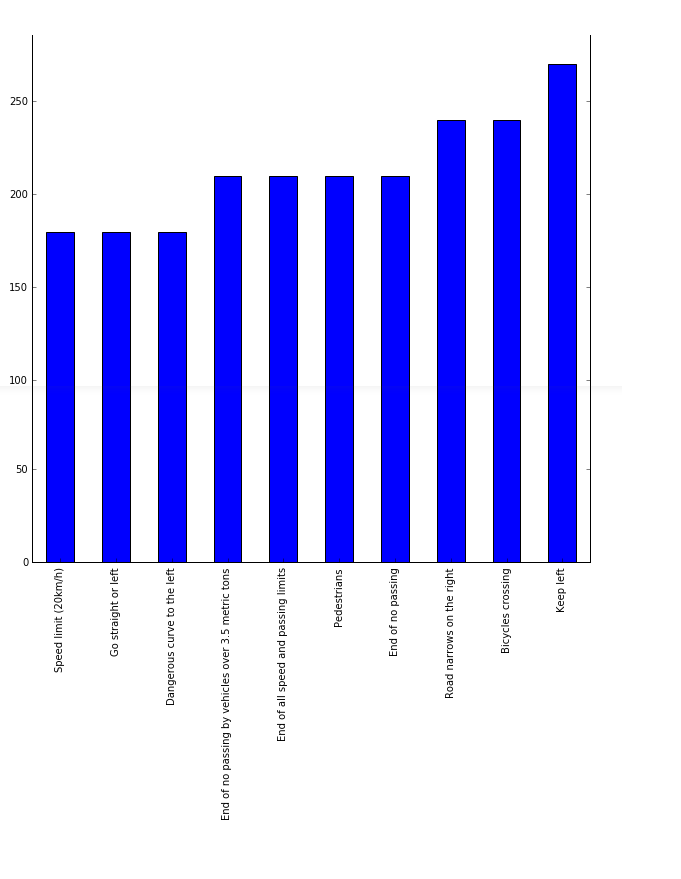 250
200
150
100
50
0
Speed limit (20km/h)
Go straight or left
Dangerous curve to the left
End of no passing by vehicles over 3.5 metric tons
End of all speed and passing limits
Pedestrians
End of no passing
Road narrows on the right
Bicycles crossing
Keep left